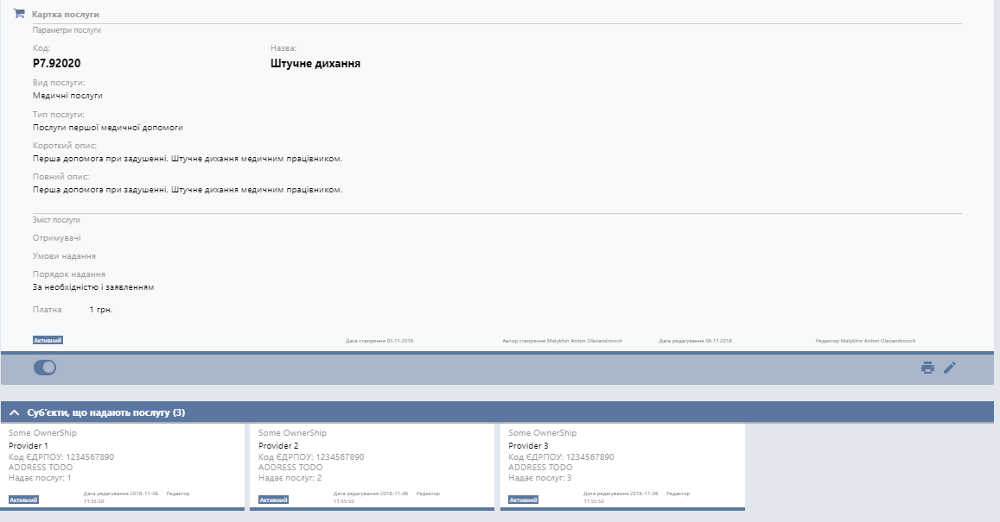 Картка послуги
Параметри послуги
Код: Назва:
P7.92020 Штучне дихання
Вид послуги:
Медичні послуги
Тип послуги:
Послуги першої медичної допомоги
Короткий опис:
Перша допомога при задушенні. Штучне дихання медичним працівником.
Повний опис:
Перша допомога при задушенні. Штучне дихання медичним працівником.
Зміст послуги
Отримувачі
Умови надання
Порядок надання
За необхідністю і заявленням
Платна 1 грн.
Активний Дата створення 05.11.2018 Автор створення Malykhin Anton Olexandrovich Дата редагування 06.11.2018 Редактор Malykhin Anton Olexandrovich
Суб'єкти, що надають послугу (3)
Some OwnerShip
Provider 1
Код ЄДРПОУ: 1234567890
ADDRESS TODO
Надає послуг: 1
Активний Дата редагування 2018-11-06 Редактор
11:55:50
Some OwnerShip
Provider 2
Код ЄДРПОУ: 1234567890
ADDRESS TODO
Надає послуг: 2
Активний Дата редагування 2018-11-06 Редактор
11:55:50
Some OwnerShip
Provider 3
Код ЄДРПОУ: 1234567890
ADDRESS TODO
Надає послуг: 3
Активний Дата редагування 2018-11-06 Редактор
11:55:50